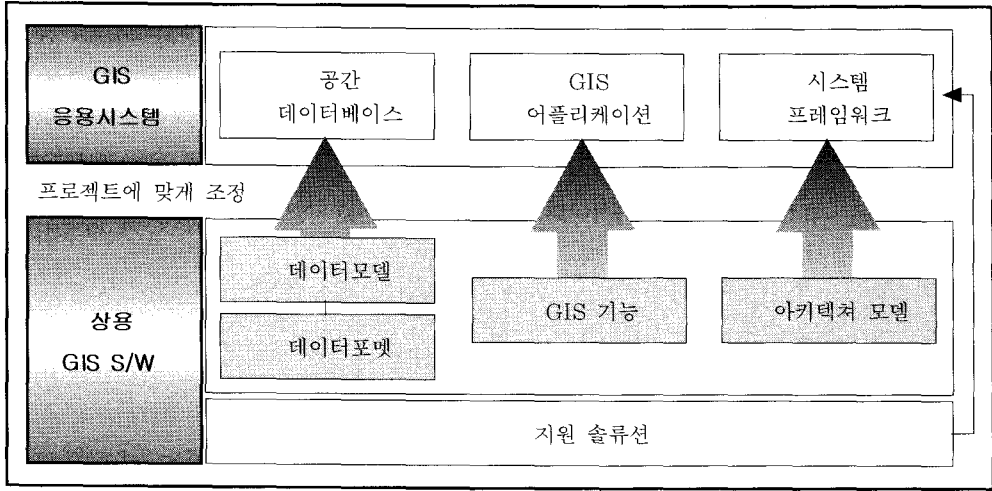 GIS
응용시스템
공간
데이터베이스
GIS
어플리케이션
시스템
프레임워크
프로젝트에 맞게 조정
상용
GIS S/W
데이터모델
데이터포멧
GIS 기능
아키텍쳐 모델
지원 솔류션